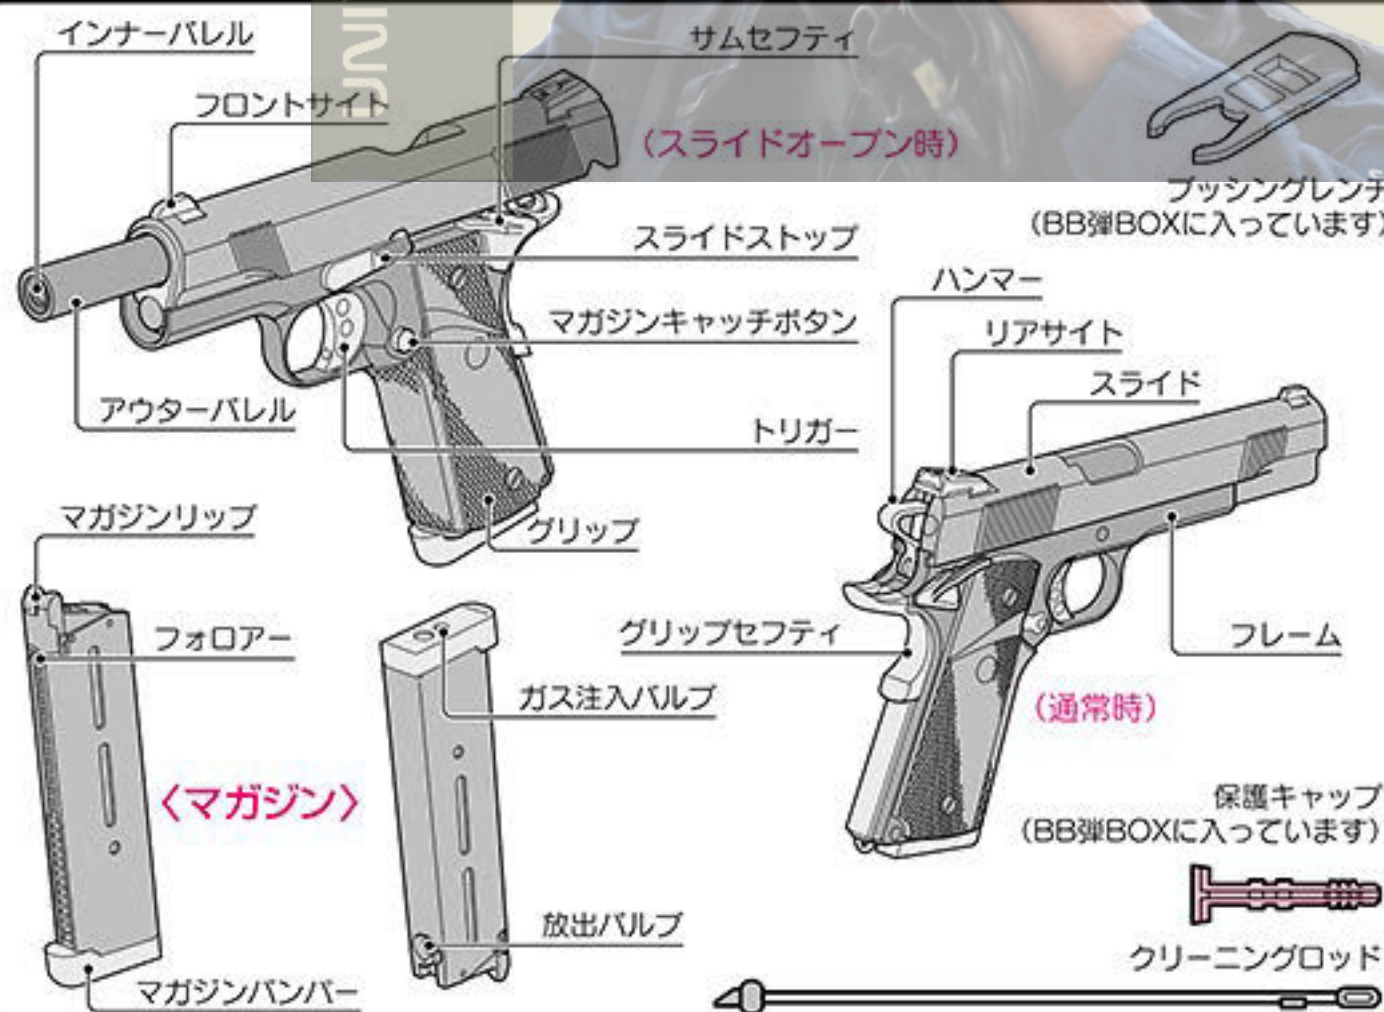 インナーバレル
サムセフティ
フロントサイト
(スライドオープン時)
ブッシングレンチ
(BB弾BOXに入っています)
スライドストップ
ハンマー
マガジンキャッチボタン
リアサイト
スライド
アウターバレル
トリガー
マガジンリップ
グリップ
フォロアー
グリップセフティ
フレーム
ガス注入バルブ
(通常時)
〈マガジン〉
保護キャップ
(BB弾BOXに入っています)
放出バルブ
クリーニングロッド
マガジンバンパー